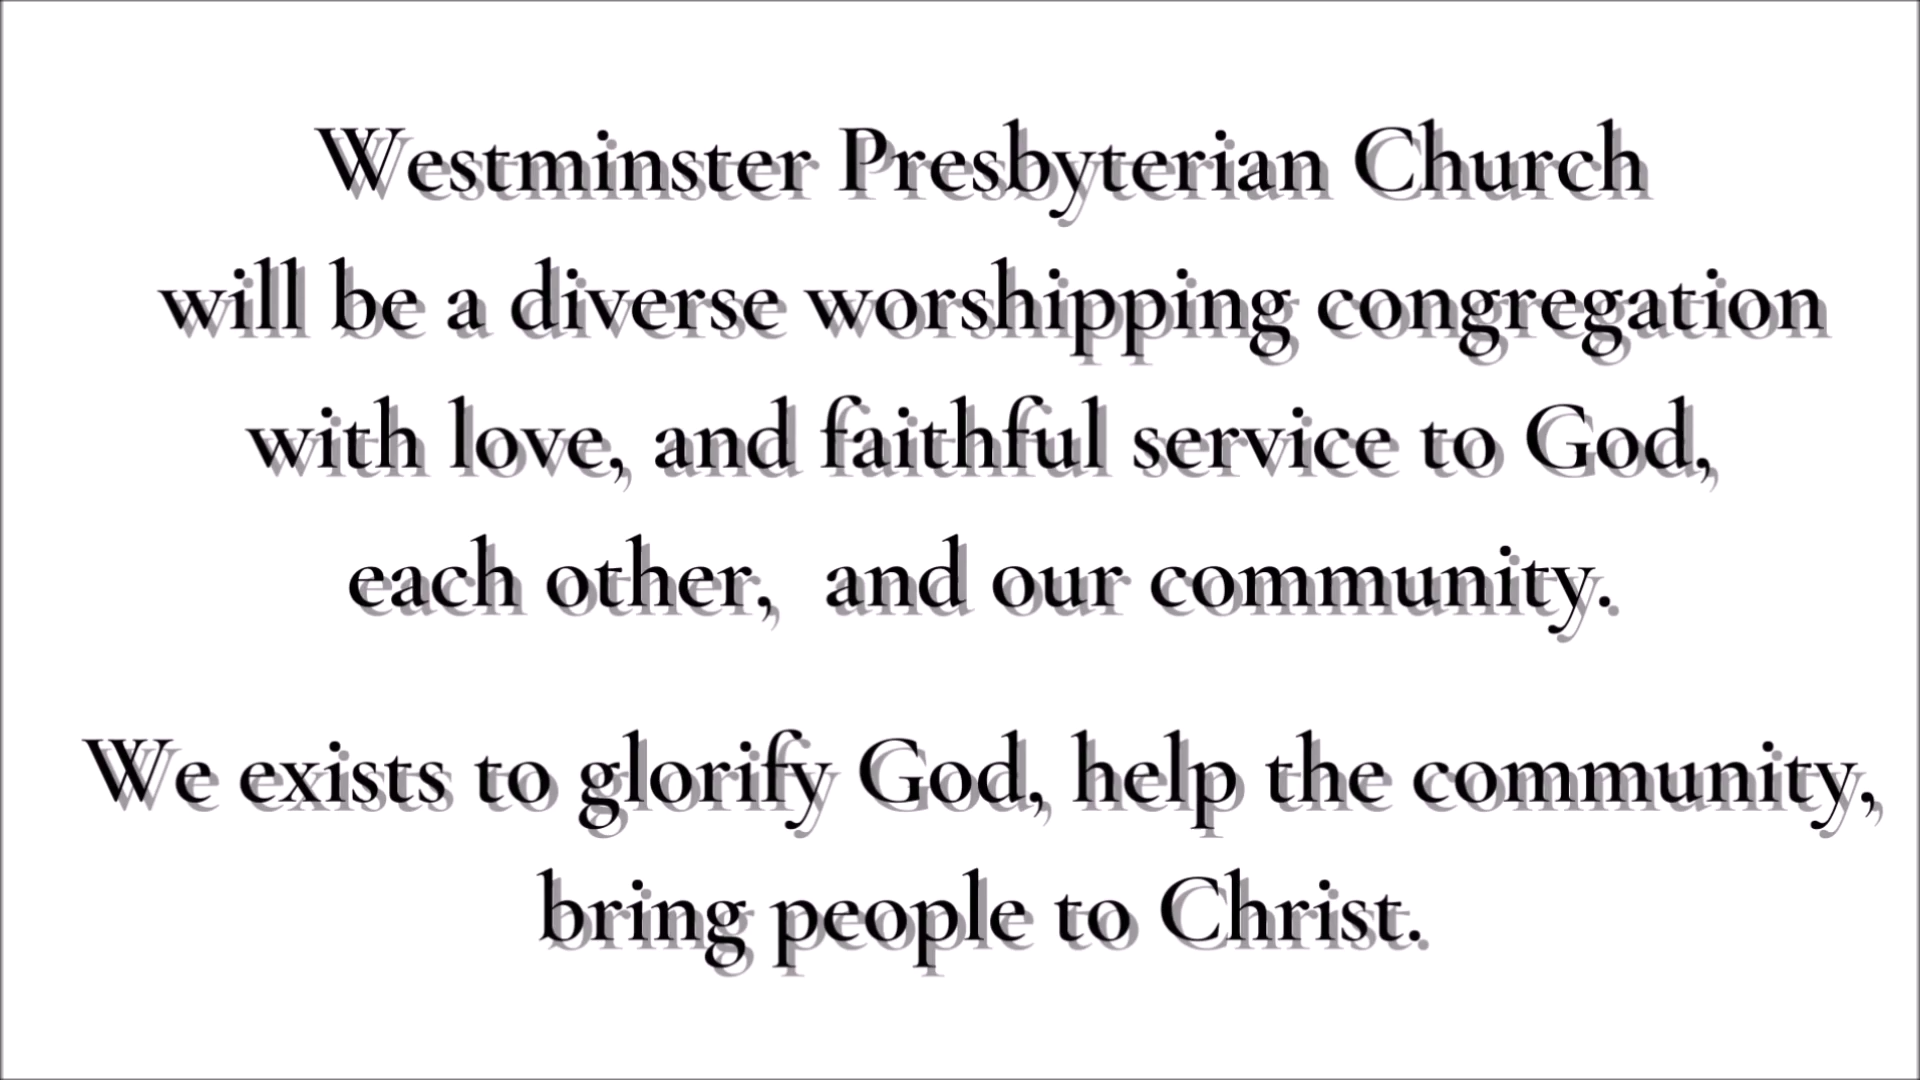 Westminster Presbyterian Church
will be a diverse worshipping congregation
with love, and faithful service to God,
each other,  and our community.
We exists to glorify God, help the community,
bring people to Christ.